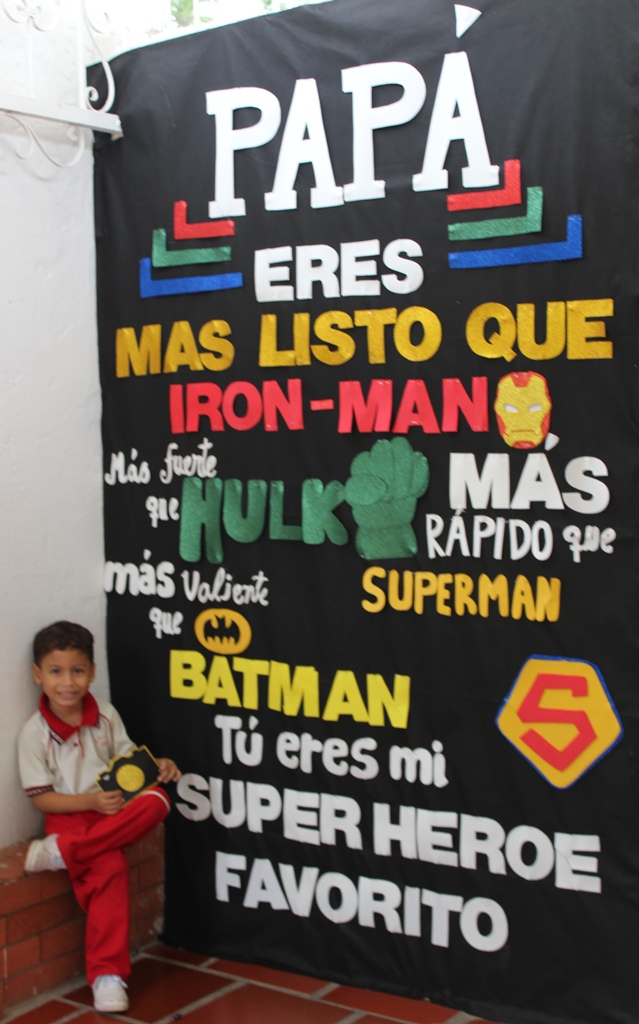 PAPÁ
ERES
MAS LISTO QUE
IRON-MAN
Más fuerte
que
HULK
MÁS
RÁPIDO que
SUPERMAN
más valiente
que
BATMAN
S
Tú eres mi
SUPER HEROE
FAVORITO